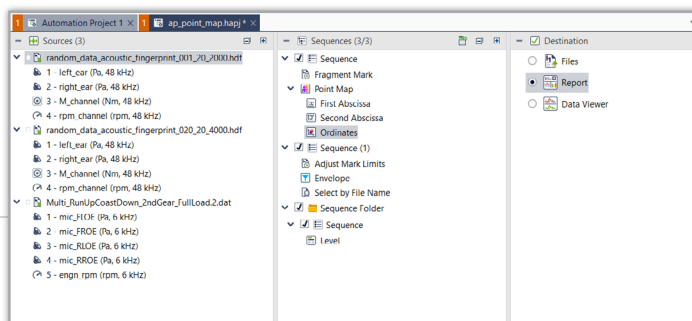 1 Automation Project 1 × 1 ap_point_map.hapj* ×
Sources (3)
random_data_acoustic_fingerprint_001_20_2000.hdf
1 - left_ear (Pa, 48 kHz)
2 - right_ear (Pa, 48 kHz)
3 - M_channel (Nm, 48 kHz)
4 - rpm_channel (rpm, 48 kHz)
random_data_acoustic_fingerprint_020_20_4000.hdf
1 - left_ear (Pa, 48 kHz)
2 - right_ear (Pa, 48 kHz)
3 - M_channel (Nm, 48 kHz)
4 - rpm_channel (rpm, 48 kHz)
Multi_RunUpCoastDown_2ndGear_FullLoad.2.dat
1 - mic_FLOE (Pa, 6 kHz)
2 - mic_FROE (Pa, 6 kHz)
3 - mic_RLOE (Pa, 6 kHz)
4 - mic_RROE (Pa, 6 kHz)
5 - engn_rpm (rpm, 6 kHz)
Sequences (3/3)
Sequence
Fragment Mark
Point Map
First Abscissa
Second Abscissa
Ordinates
Sequence (1)
Adjust Mark Limits
Envelope
Select by File Name
Sequence Folder
Sequence
Level
Destination
Files
Report
Data Viewer